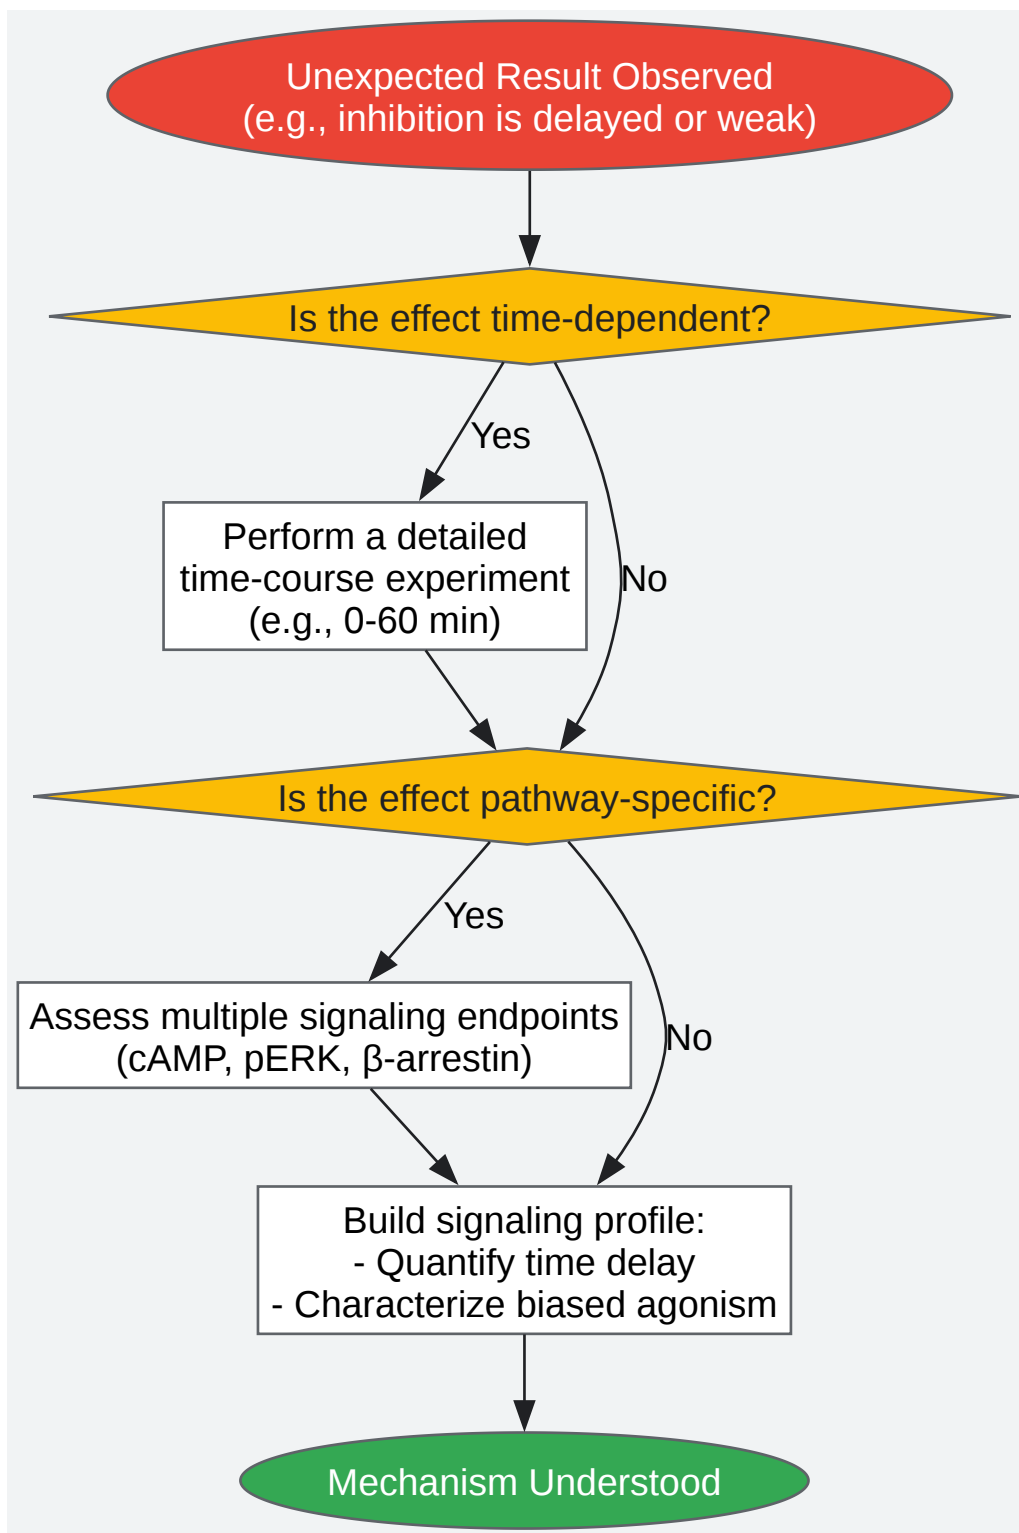 Unexpected Result Observed
(e.g., inhibition is delayed or weak)
Is the effect time-dependent?
Yes
Perform a detailed
time-course experiment
(e.g., 0-60 min)
No
Is the effect pathway-specific?
Yes
Assess multiple signaling endpoints
(cAMP, pERK, β-arrestin)
No
Build signaling profile:
- Quantify time delay
- Characterize biased agonism
Mechanism Understood